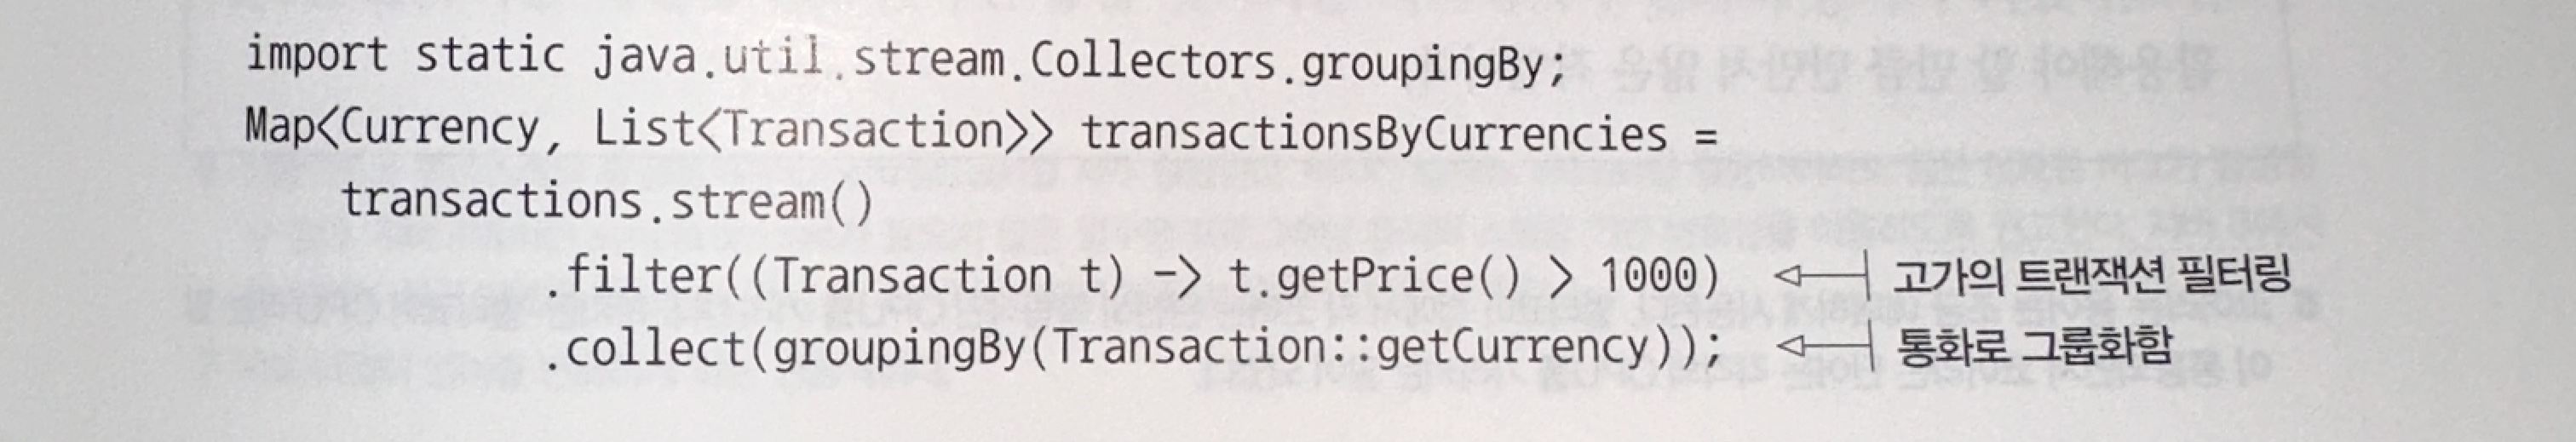 import static java.util.stream.Collectors.groupingBy;
Map<Currency, List<Transaction>> transactionsByCurrencies =
transactions.stream()
.filter((Transaction t) -> t.getPrice() > 1000) 고가의 트랜잭션 필터링
.collect(groupingBy(Transaction::getCurrency)); 통화로 그룹화함